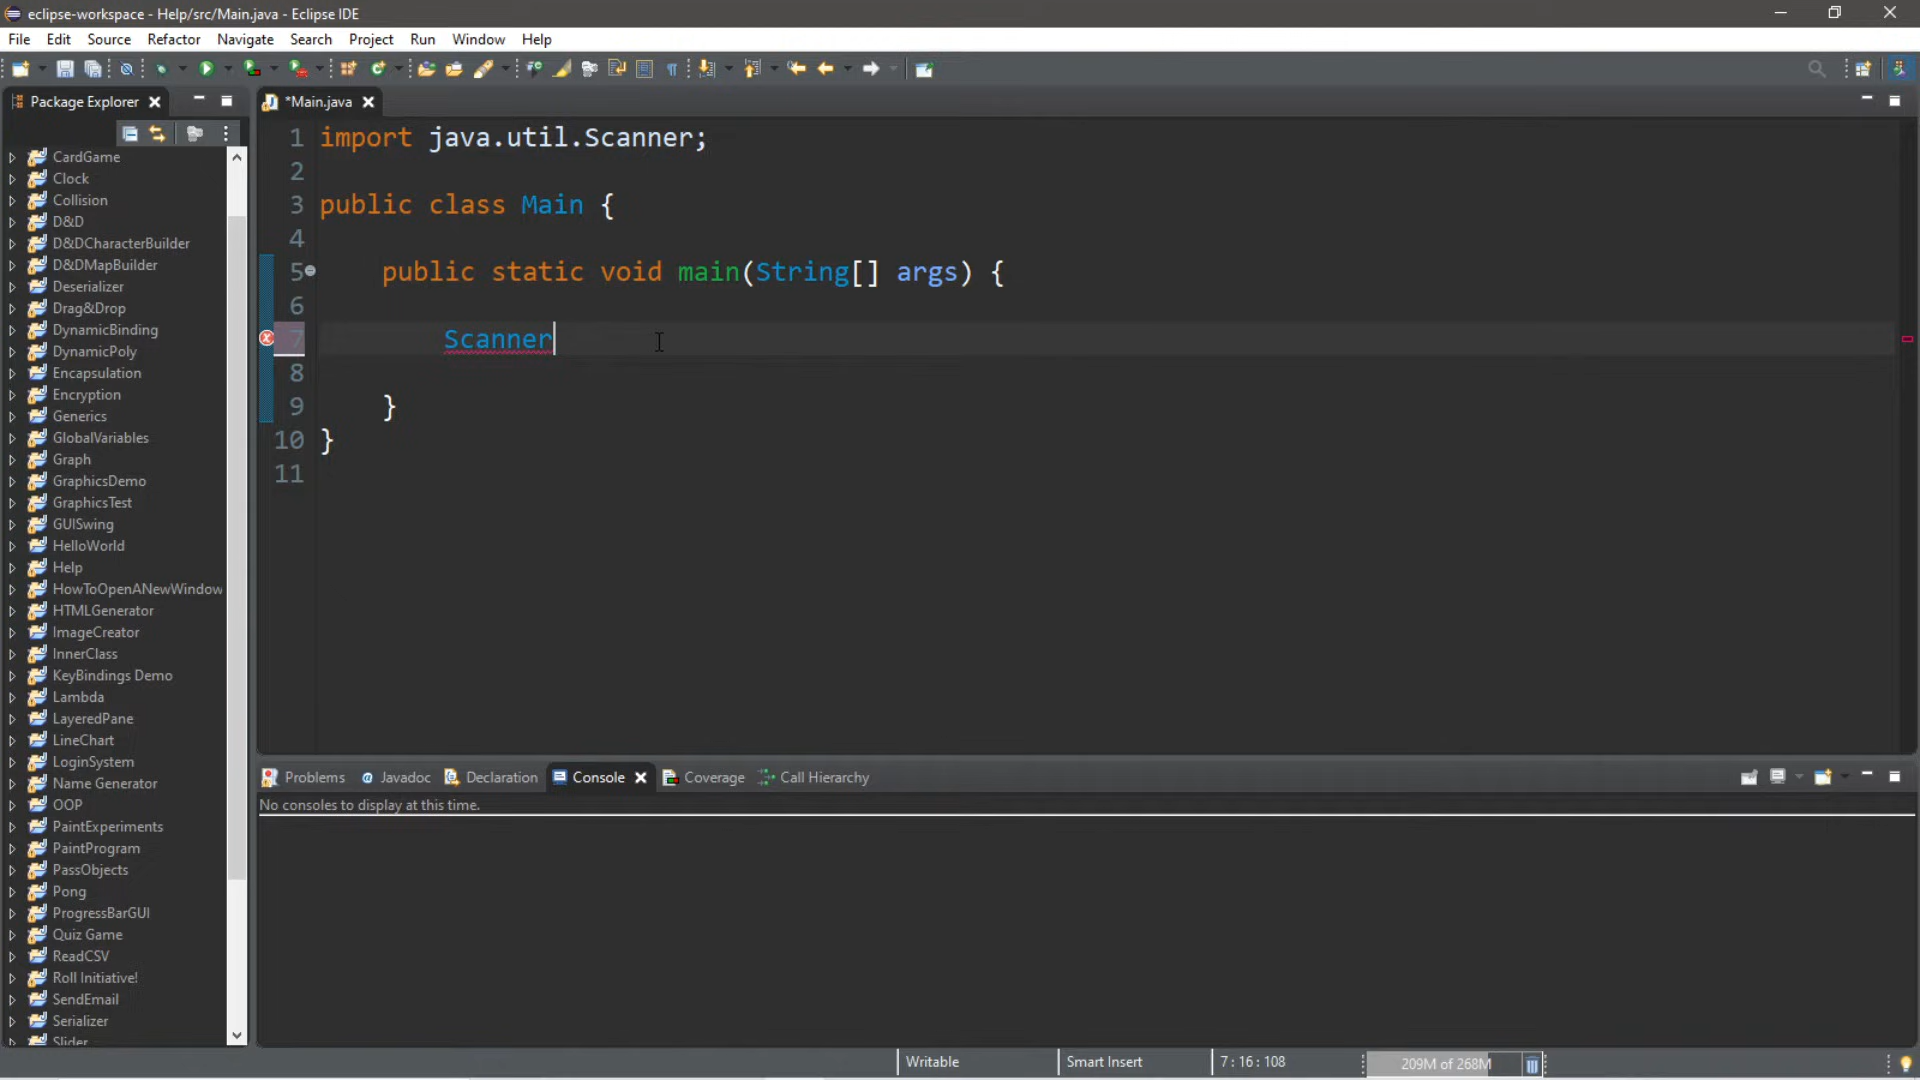 eclipse-workspace - Help/src/Main.java - Eclipse IDE
File Edit Source Refactor Navigate Search Project Run Window Help
Package Explorer
CardGame
Clock
Collision
D&D
D&DCharacterBuilder
D&DMapBuilder
Deserializer
Drag&Drop
DynamicBinding
DynamicPoly
Encapsulation
Encryption
Generics
GlobalVariables
Graph
GraphicsDemo
GraphicsTest
GUISwing
HelloWorld
Help
HowToOpenANewWindow
HTMLGenerator
ImageCreator
InnerClass
KeyBindings Demo
Lambda
LayeredPane
LineChart
LoginSystem
Name Generator
OOP
PaintExperiments
PaintProgram
PassObjects
Pong
ProgressBarGUI
Quiz Game
ReadCSV
Roll Initiative!
SendEmail
Serializer
Slider
*Main.java
1 import java.util.Scanner;
2
3 public class Main {
4
5 public static void main(String[] args) {
6
7 Scanner
8
9 }
10 }
11
Problems Javadoc Declaration Console Coverage Call Hierarchy
No consoles to display at this time.
Writable Smart Insert 7 : 16 : 108 209M of 268M